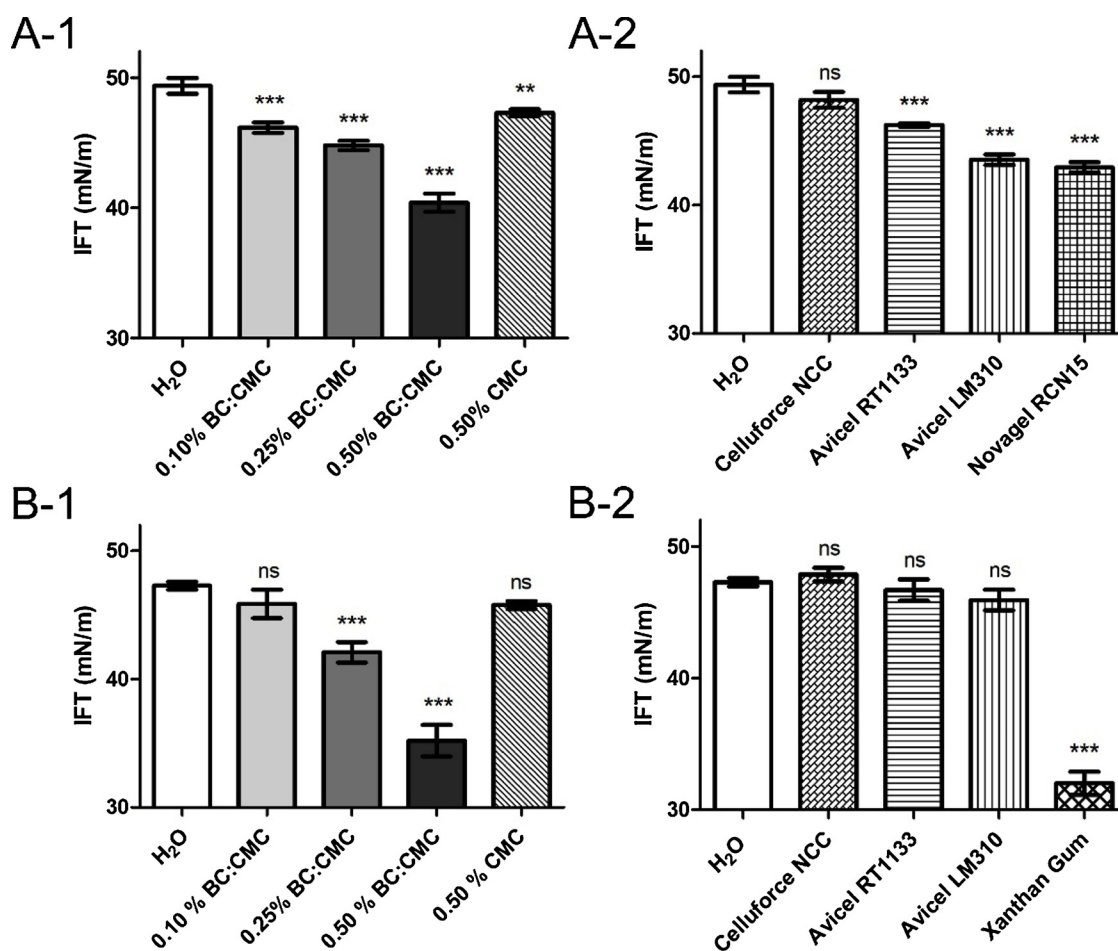 A-1
IFT (mN/m)
50
40
30
***
***
***
**
H₂O
0.10% BC:CMC
0.25% BC:CMC
0.50% BC:CMC
0.50% CMC
A-2
IFT (mN/m)
50
40
30
ns
***
***
***
H₂O
Celluforce NCC
Avicel RT1133
Avicel LM310
Novagel RCN15
B-1
IFT (mN/m)
50
40
30
ns
***
***
ns
H₂O
0.10 % BC:CMC
0.25% BC:CMC
0.50 % BC:CMC
0.50 % CMC
B-2
IFT (mN/m)
50
40
30
ns
ns
ns
***
H₂O
Celluforce NCC
Avicel RT1133
Avicel LM310
Xanthan Gum